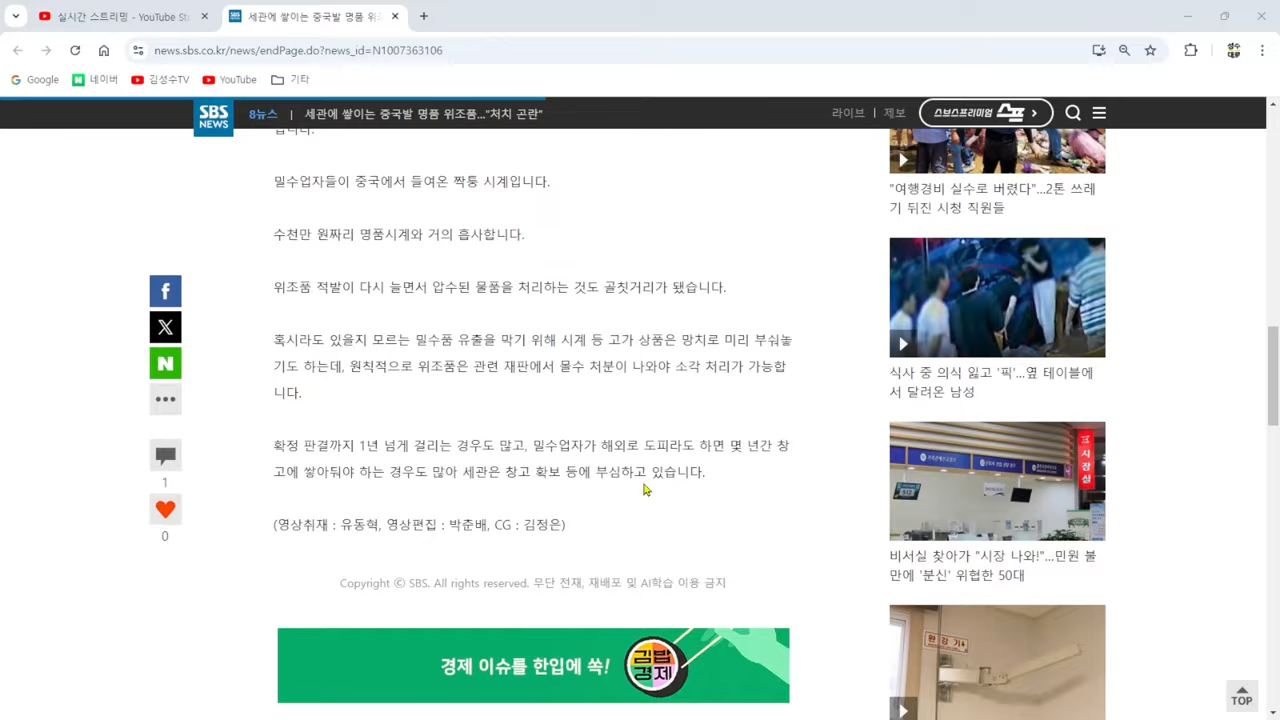 실시간 스트리밍 - YouTube St
세관에 쌓이는 중국발 명품 위조
news.sbs.co.kr/news/endPage.do?news_id=N1007363106
Google 네이버 김성수TV YouTube 기타
SBS NEWS 8뉴스 | 세관에 쌓이는 중국발 명품 위조품…"처치 곤란" 라이브 | 제보 스브스프리미엄 스프 >
밀수업자들이 중국에서 들여온 짝퉁 시계입니다.
수천만 원짜리 명품시계와 거의 흡사합니다.
위조품 적발이 다시 늘면서 압수된 물품을 처리하는 것도 골칫거리가 됐습니다.
혹시라도 있을지 모르는 밀수품 유출을 막기 위해 시계 등 고가 상품은 망치로 미리 부숴놓
기도 하는데, 원칙적으로 위조품은 관련 재판에서 몰수 처분이 나와야 소각 처리가 가능합
니다.
확정 판결까지 1년 넘게 걸리는 경우도 많고, 밀수업자가 해외로 도피라도 하면 몇 년간 창
고에 쌓아둬야 하는 경우도 많아 세관은 창고 확보 등에 부심하고 있습니다.
(영상취재 : 유동혁, 영상편집 : 박춘배, CG : 김정은)
Copyright ⓒ SBS. All rights reserved. 무단 전재, 재배포 및 AI학습 이용 금지
경제 이슈를 한입에 쏙!
김밥
경제
f
X
N
1
0
"여행경비 실수로 버렸다"…2톤 쓰레
기 뒤진 시청 직원들
식사 중 의식 잃고 '픽'…옆 테이블에
서 달려온 남성
시장실
비서실 찾아가 "시장 나와!"…민원 불
만에 '분신' 위협한 50대
완강기
TOP